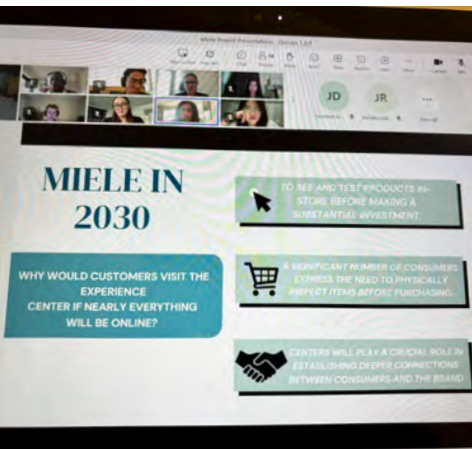 Miele Project Presentations - Groups
JD
JR
MIELE IN
2030
WHY WOULD CUSTOMERS VISIT THE
EXPERIENCE
CENTER IF NEARLY EVERYTHING
WILL BE ONLINE?
TO SEE AND TEST PRODUCTS IN-
STORE BEFORE MAKING A
SUBSTANTIAL INVESTMENT.
A SIGNIFICANT NUMBER OF CONSUMERS
EXPRESS THE NEED TO PHYSICALLY
INSPECT ITEMS BEFORE PURCHASING.
CENTERS WILL PLAY A CRUCIAL ROLE IN
ESTABLISHING DEEPER CONNECTIONS
BETWEEN CONSUMERS AND THE BRAND